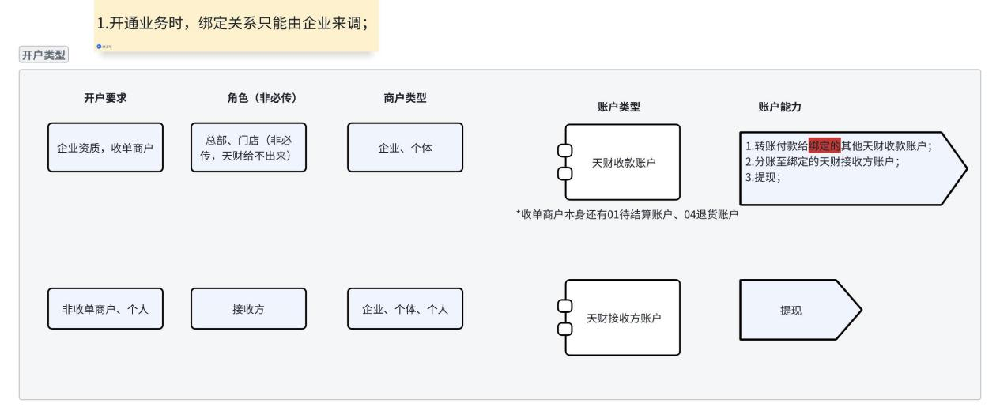 1.开通业务时，绑定关系只能由企业来调；
开户类型
开户要求
角色（非必传）
商户类型
账户类型
账户能力
企业资质，收单商户
总部、门店（非必
传，天财给不出来）
企业、个体
天财收款账户
1.转账付款给绑定的其他天财收款账户；
2.分账至绑定的天财接收方账户；
3.提现；
*收单商户本身还有01待结算账户、04退货账户
非收单商户、个人
接收方
企业、个体、个人
天财接收方账户
提现